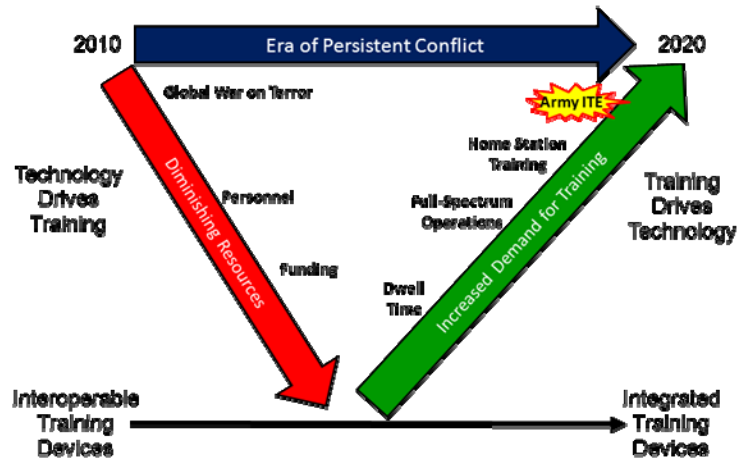 2010
Era of Persistent Conflict
2020
Global War on Terror
Army ITE
Home Station
Training
Technology
Drives
Training
Diminishing Resources
Personnel
Full-Spectrum
Operations
Increased Demand for Training
Training
Drives
Technology
Funding
Dwell
Time
Interoperable
Training
Devices
Integrated
Training
Devices